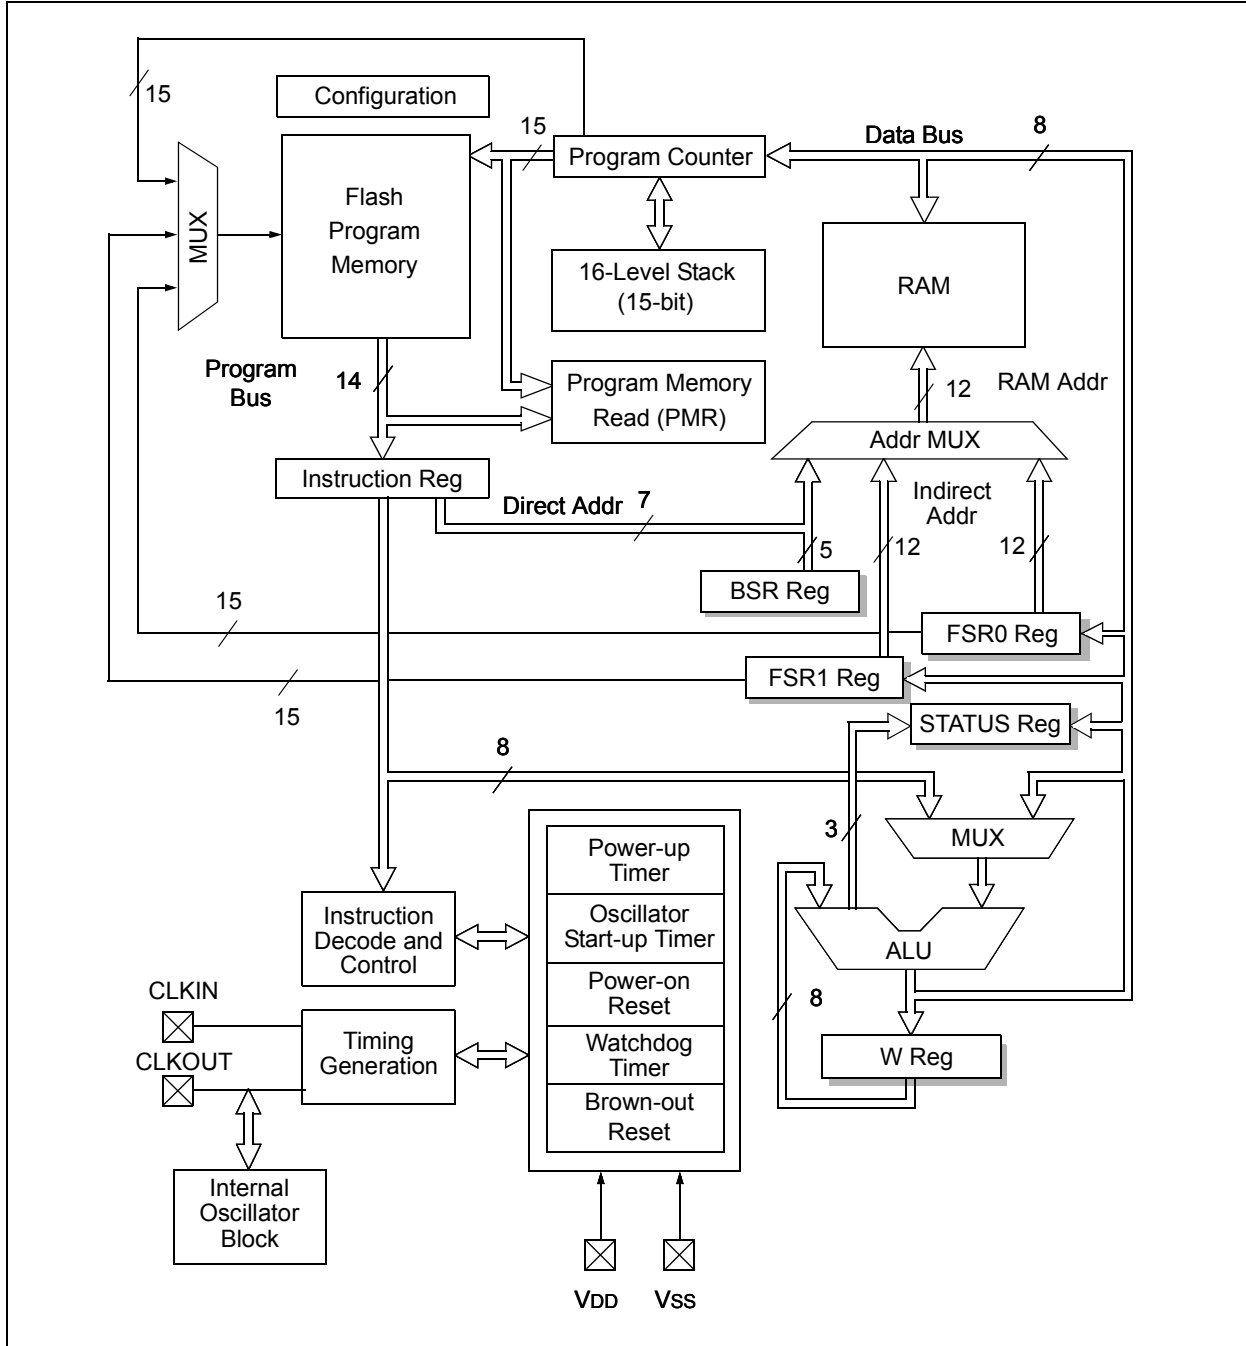 15
Configuration
15
Program Counter
Data Bus
8
Flash
Program
Memory
MUX
16-Level Stack
(15-bit)
RAM
Program
Bus
14
Program Memory
Read (PMR)
12
RAM Addr
Addr MUX
Instruction Reg
Direct Addr
7
Indirect
Addr
5
12
12
BSR Reg
15
FSR0 Reg
FSR1 Reg
15
STATUS Reg
8
3
MUX
Power-up
Timer
Oscillator
Start-up Timer
Power-on
Reset
Watchdog
Timer
Brown-out
Reset
Instruction
Decode and
Control
ALU
8
W Reg
CLKIN
CLKOUT
Timing
Generation
Internal
Oscillator
Block
VDD
VSS